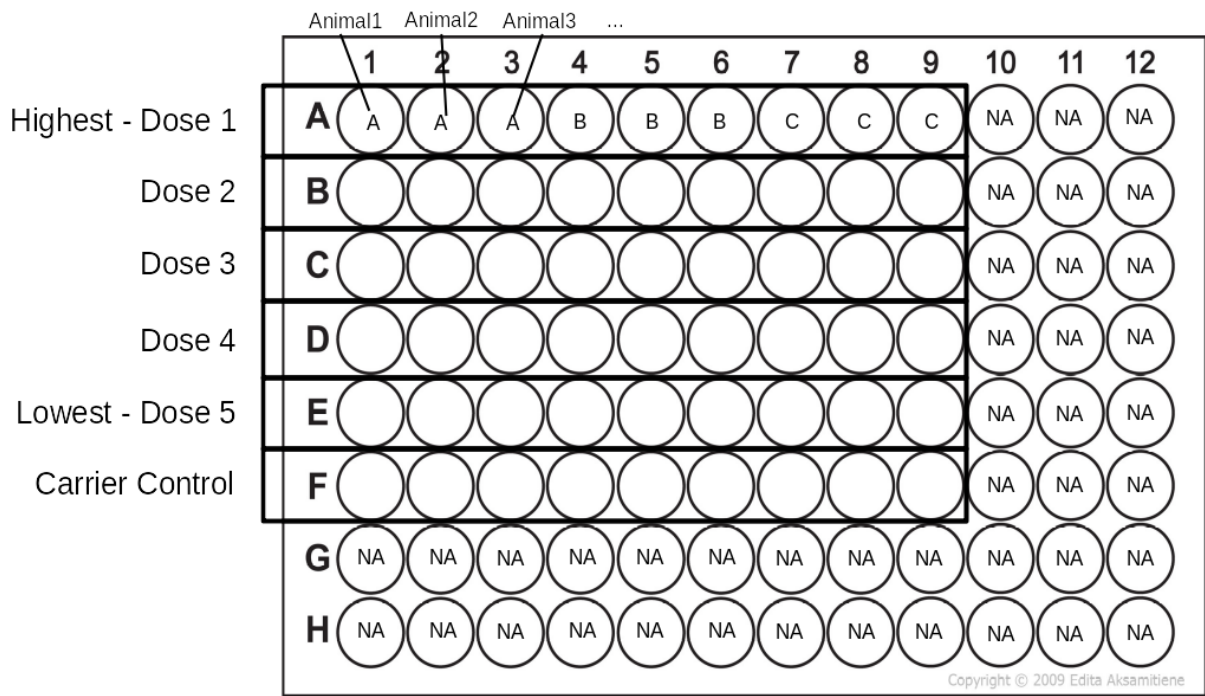 Animal1 Animal2 Animal3 ...
1 2 3 4 5 6 7 8 9 10 11 12
Highest - Dose 1 A A A A B B B C C C NA NA NA
Dose 2 B NA NA NA
Dose 3 C NA NA NA
Dose 4 D NA NA NA
Lowest - Dose 5 E NA NA NA
Carrier Control F NA NA NA
G NA NA NA NA NA NA NA NA NA NA NA NA
H NA NA NA NA NA NA NA NA NA NA NA NA
Copyright © 2009 Edita Aksamitiene